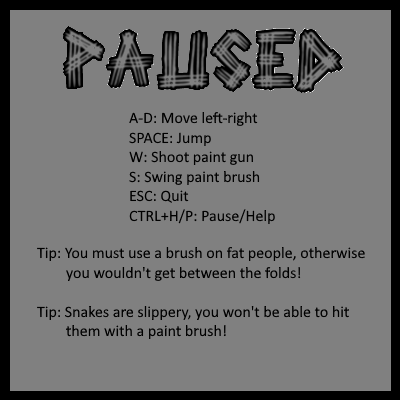 PAUSED
A-D: Move left-right
SPACE: Jump
W: Shoot paint gun
S: Swing paint brush
ESC: Quit
CTRL+H/P: Pause/Help
Tip: You must use a brush on fat people, otherwise
you wouldn't get between the folds!
Tip: Snakes are slippery, you won't be able to hit
them with a paint brush!